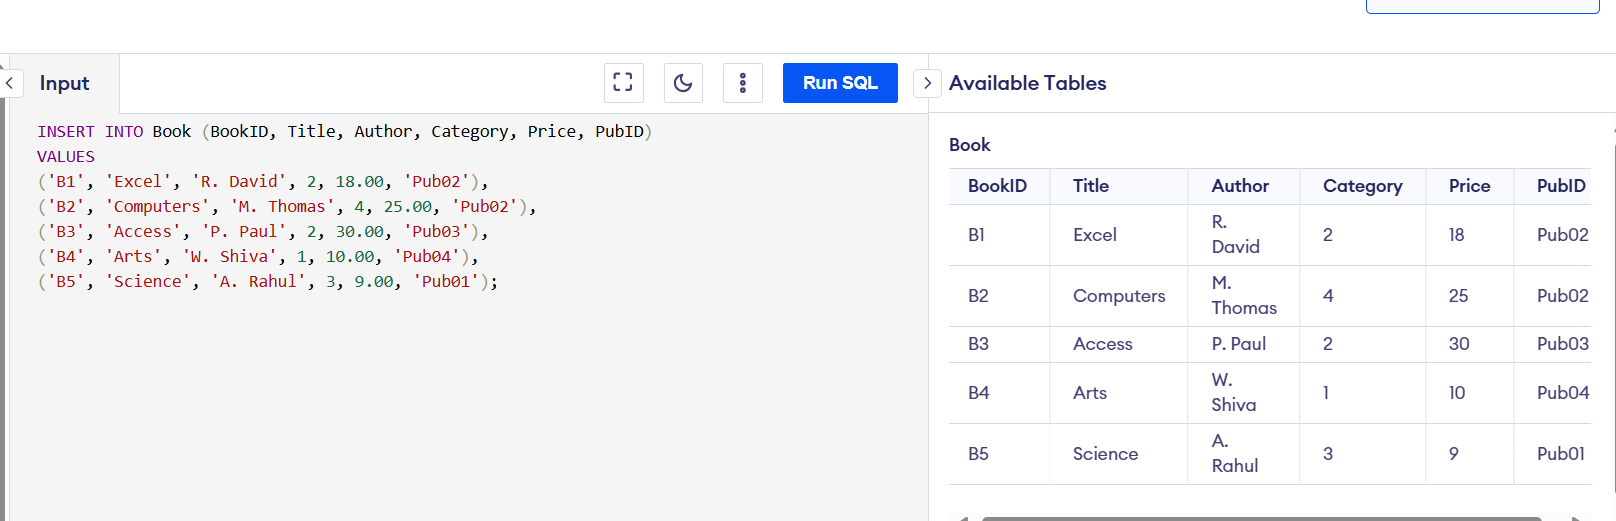 Input
Run SQL
Available Tables
INSERT INTO Book (BookID, Title, Author, Category, Price, PubID)
VALUES
('B1', 'Excel', 'R. David', 2, 18.00, 'Pub02'),
('B2', 'Computers', 'M. Thomas', 4, 25.00, 'Pub02'),
('B3', 'Access', 'P. Paul', 2, 30.00, 'Pub03'),
('B4', 'Arts', 'W. Shiva', 1, 10.00, 'Pub04'),
('B5', 'Science', 'A. Rahul', 3, 9.00, 'Pub01');
Book
BookID Title Author Category Price PubID
B1 Excel R. David 2 18 Pub02
B2 Computers M. Thomas 4 25 Pub02
B3 Access P. Paul 2 30 Pub03
B4 Arts W. Shiva 1 10 Pub04
B5 Science A. Rahul 3 9 Pub01